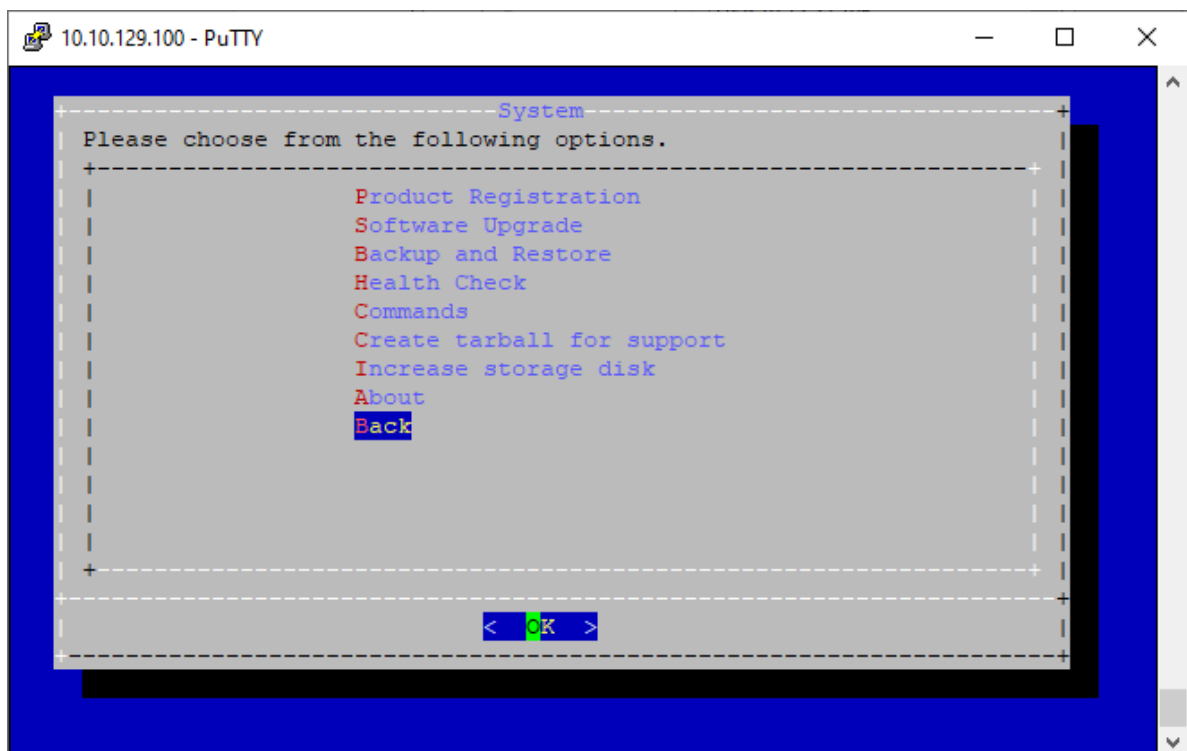 10.10.129.100 - PuTTY
System
Please choose from the following options.
Product Registration
Software Upgrade
Backup and Restore
Health Check
Commands
Create tarball for support
Increase storage disk
About
Back
< OK >